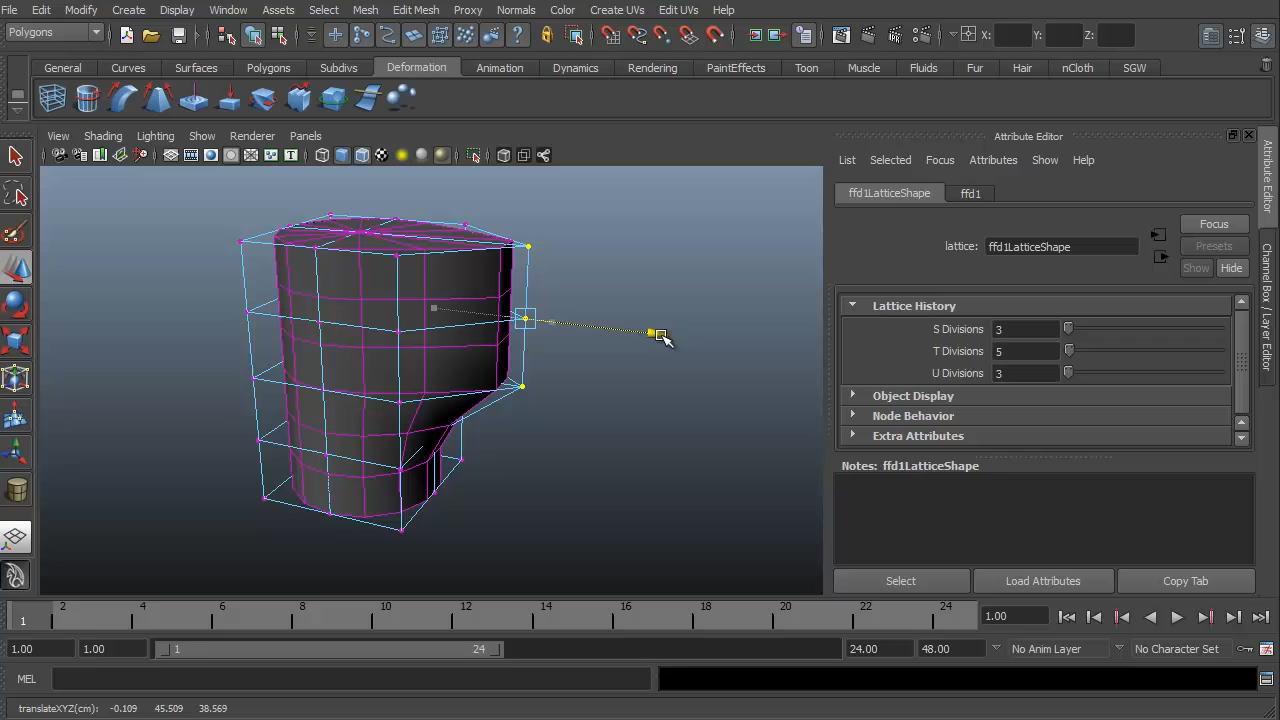 File Edit Modify Create Display Window Assets Select Mesh Edit Mesh Proxy Normals Color Create UVs Edit UVs Help
Polygons X: Y: Z:
General Curves Surfaces Polygons Subdivs Deformation Animation Dynamics Rendering PaintEffects Toon Muscle Fluids Fur Hair nCloth SGW
View Shading Lighting Show Renderer Panels
Attribute Editor
List Selected Focus Attributes Show Help
ffd1LatticeShape ffd1
Focus
lattice: ffd1LatticeShape
Presets
Show Hide
Lattice History
S Divisions 3
T Divisions 5
U Divisions 3
Object Display
Node Behavior
Extra Attributes
Notes: ffd1LatticeShape
Select Load Attributes Copy Tab
Attribute Editor
Channel Box / Layer Editor
1 2 4 6 8 10 12 14 16 18 20 22 24 1.00
1.00 1.00 1 24 24.00 48.00 No Anim Layer No Character Set
MEL
translateXYZ(cm): -0.109 45.509 38.569